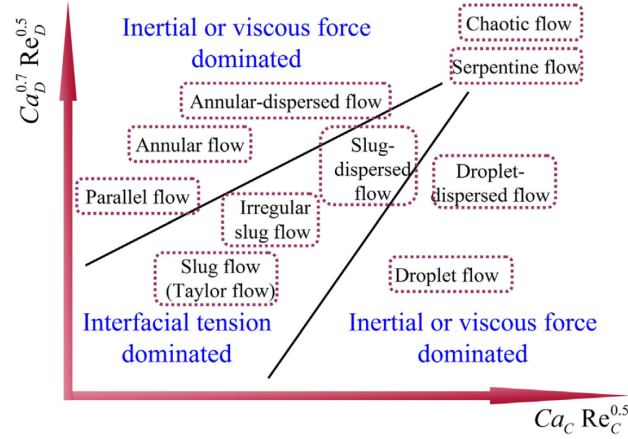 Ca_D^0.7 Re_D^0.5
Inertial or viscous force
dominated
Chaotic flow
Serpentine flow
Annular-dispersed flow
Annular flow
Slug-
dispersed
flow
Droplet-
dispersed flow
Parallel flow
Irregular
slug flow
Slug flow
(Taylor flow)
Droplet flow
Interfacial tension
dominated
Inertial or viscous force
dominated
Ca_C Re_C^0.5